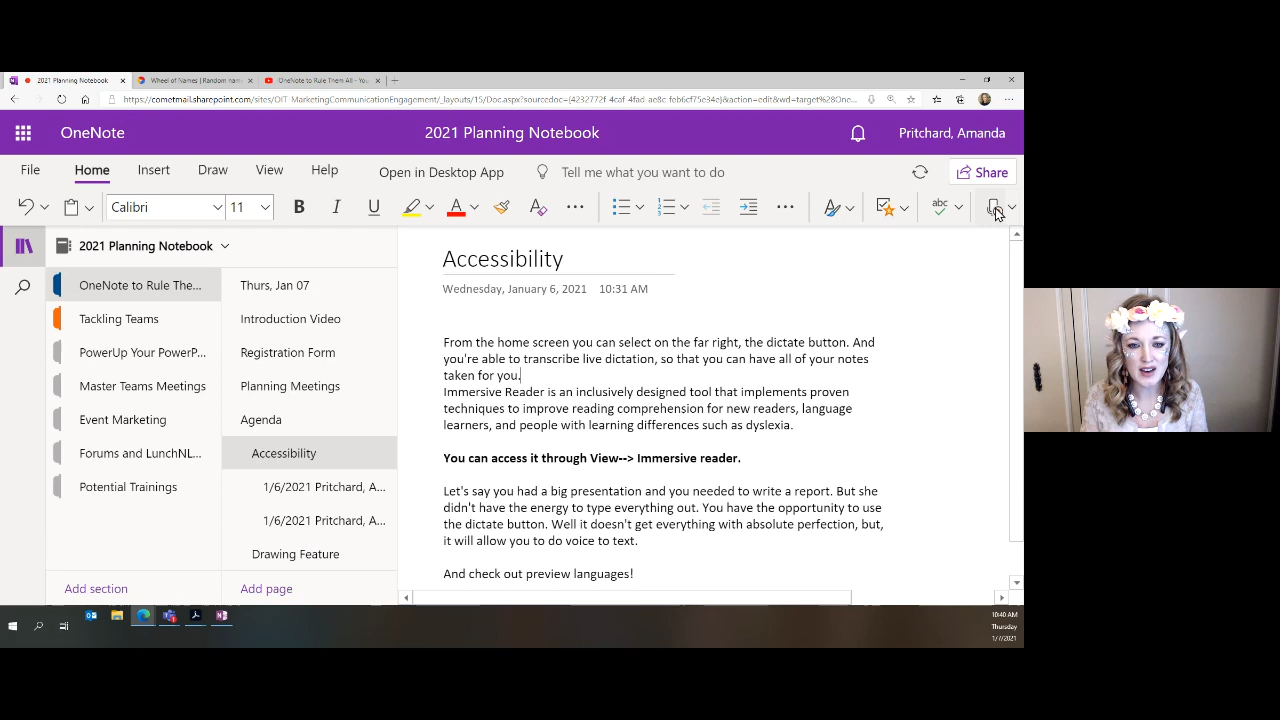 2021 Planning Notebook
Wheel of Names | Random nam
OneNote to Rule Them All - You
OneNote
2021 Planning Notebook
Pritchard, Amanda
File
Home
Insert
Draw
View
Help
Open in Desktop App
Tell me what you want to do
Share
Calibri
11
B
I
U
A
A
abc
2021 Planning Notebook
OneNote to Rule The...
Tackling Teams
PowerUp Your PowerP...
Master Teams Meetings
Event Marketing
Forums and LunchNL...
Potential Trainings
Add section
Thurs, Jan 07
Introduction Video
Registration Form
Planning Meetings
Agenda
Accessibility
1/6/2021 Pritchard, A...
1/6/2021 Pritchard, A...
Drawing Feature
Add page
Accessibility
Wednesday, January 6, 2021 10:31 AM
From the home screen you can select on the far right, the dictate button. And
you're able to transcribe live dictation, so that you can have all of your notes
taken for you.
Immersive Reader is an inclusively designed tool that implements proven
techniques to improve reading comprehension for new readers, language
learners, and people with learning differences such as dyslexia.
You can access it through View--> Immersive reader.
Let's say you had a big presentation and you needed to write a report. But she
didn't have the energy to type everything out. You have the opportunity to use
the dictate button. Well it doesn't get everything with absolute perfection, but,
it will allow you to do voice to text.
And check out preview languages!
10:40 AM
Thursday
1/7/2021